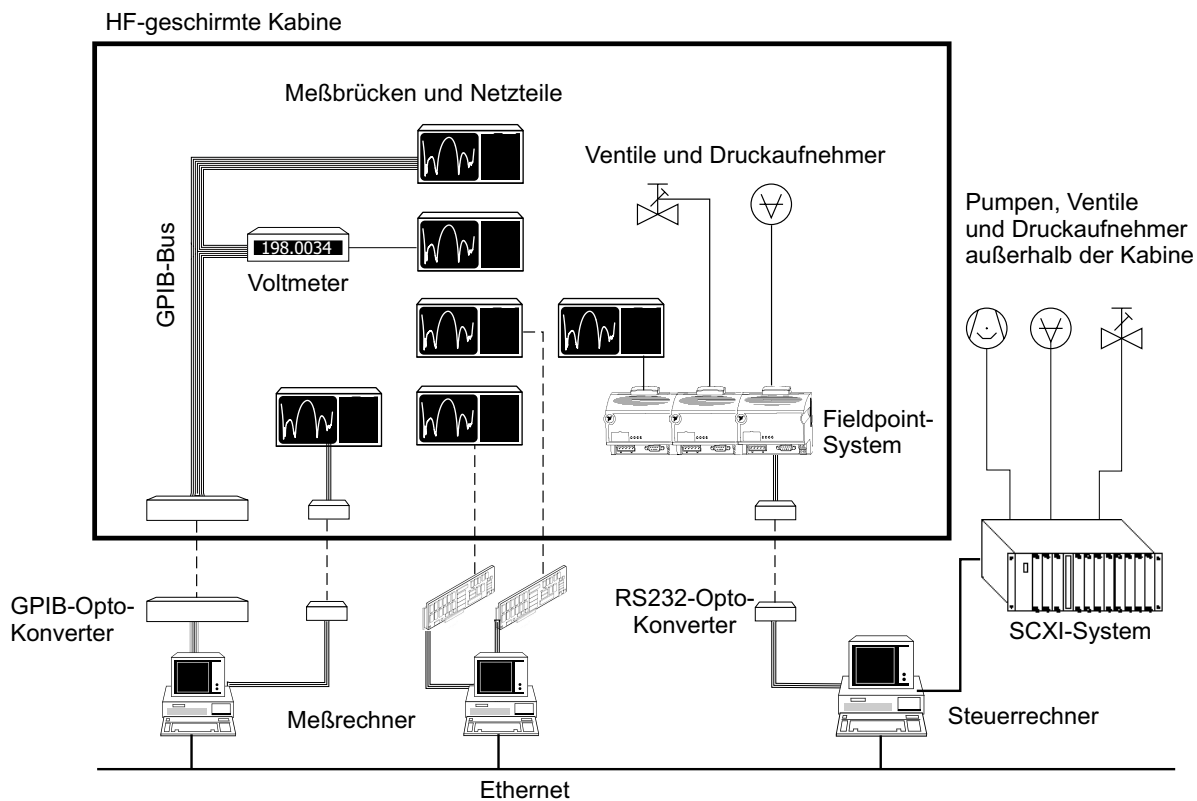 HF-geschirmte Kabine
Meßbrücken und Netzteile
Ventile und Druckaufnehmer
Pumpen, Ventile
und Druckaufnehmer
außerhalb der Kabine
GPIB-Bus
198.0034
Voltmeter
Fieldpoint-
System
GPIB-Opto-
Konverter
RS232-Opto-
Konverter
SCXI-System
Meßrechner
Steuerrechner
Ethernet